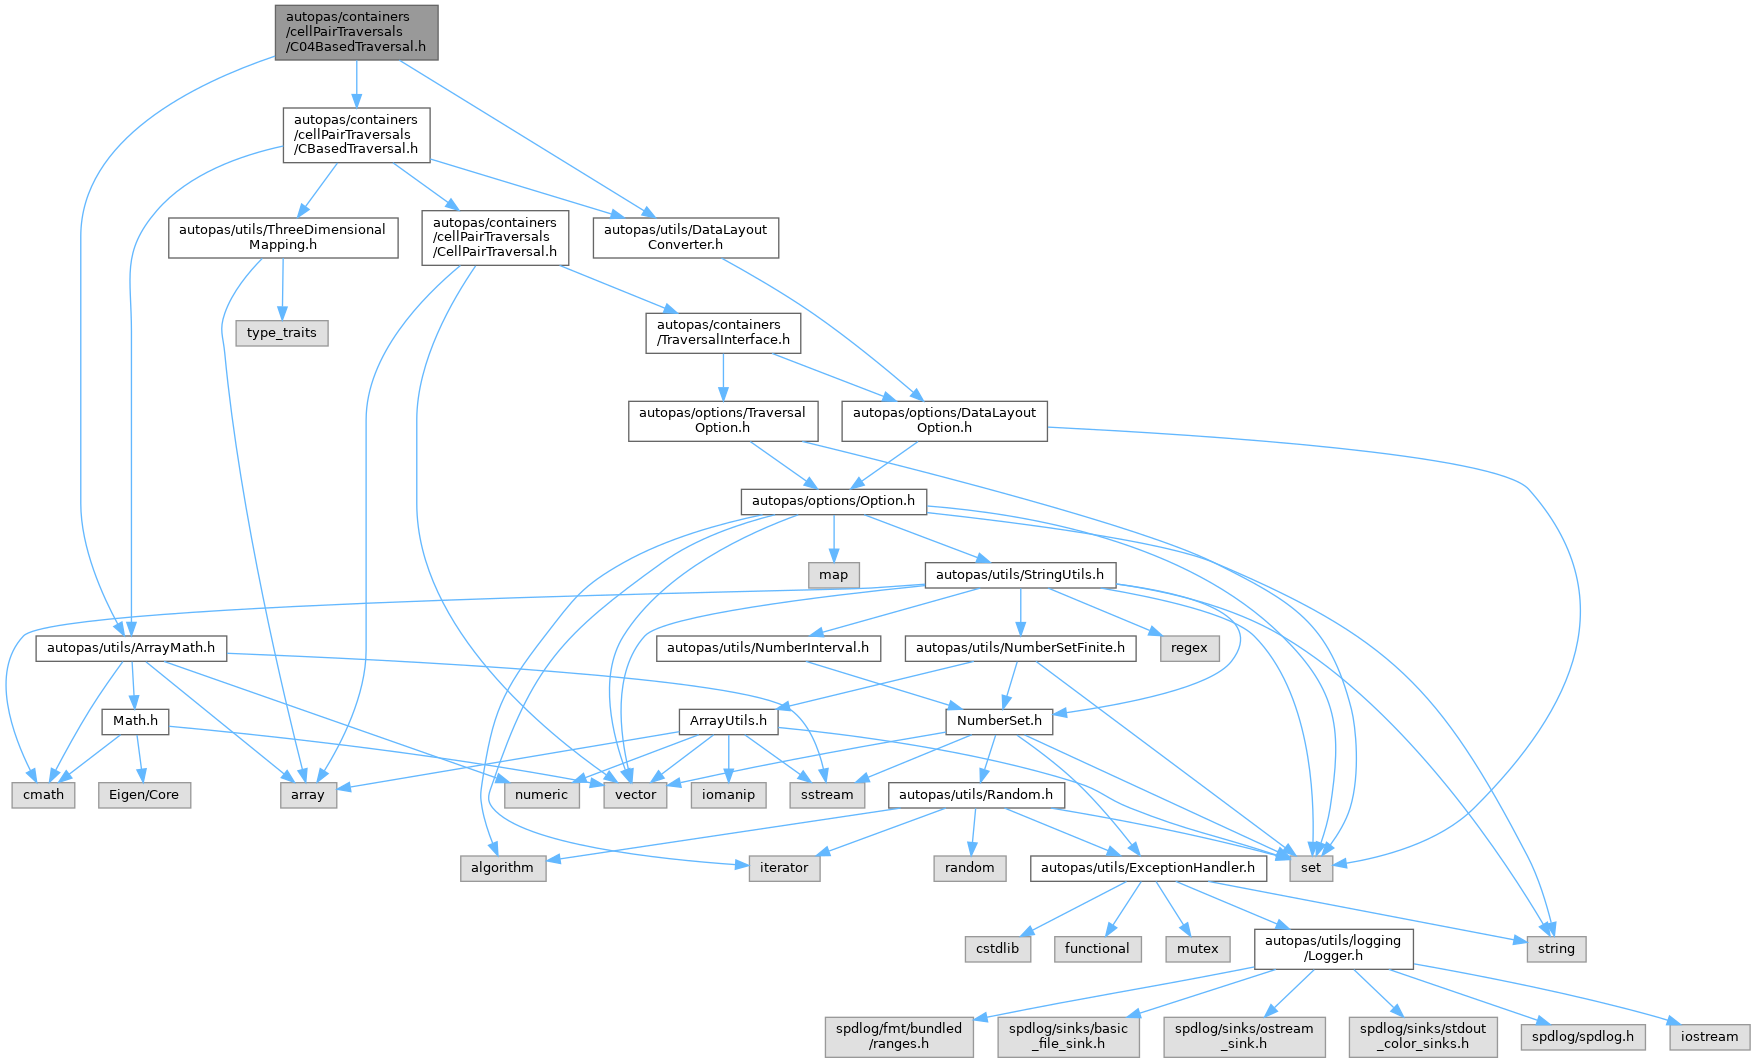 autopas/containers
/cellPairTraversals
/C04BasedTraversal.h
autopas/containers
/cellPairTraversals
/CBasedTraversal.h
autopas/utils/ThreeDimensional
Mapping.h
autopas/containers
/cellPairTraversals
/CellPairTraversal.h
autopas/utils/DataLayout
Converter.h
type_traits
autopas/containers
/TraversalInterface.h
autopas/options/Traversal
Option.h
autopas/options/DataLayout
Option.h
autopas/options/Option.h
map
autopas/utils/StringUtils.h
autopas/utils/ArrayMath.h
autopas/utils/NumberInterval.h
autopas/utils/NumberSetFinite.h
regex
Math.h
ArrayUtils.h
NumberSet.h
cmath
Eigen/Core
array
numeric
vector
iomanip
sstream
autopas/utils/Random.h
algorithm
iterator
random
autopas/utils/ExceptionHandler.h
set
cstdlib
functional
mutex
autopas/utils/logging
/Logger.h
string
spdlog/fmt/bundled
/ranges.h
spdlog/sinks/basic
_file_sink.h
spdlog/sinks/ostream
_sink.h
spdlog/sinks/stdout
_color_sinks.h
spdlog/spdlog.h
iostream